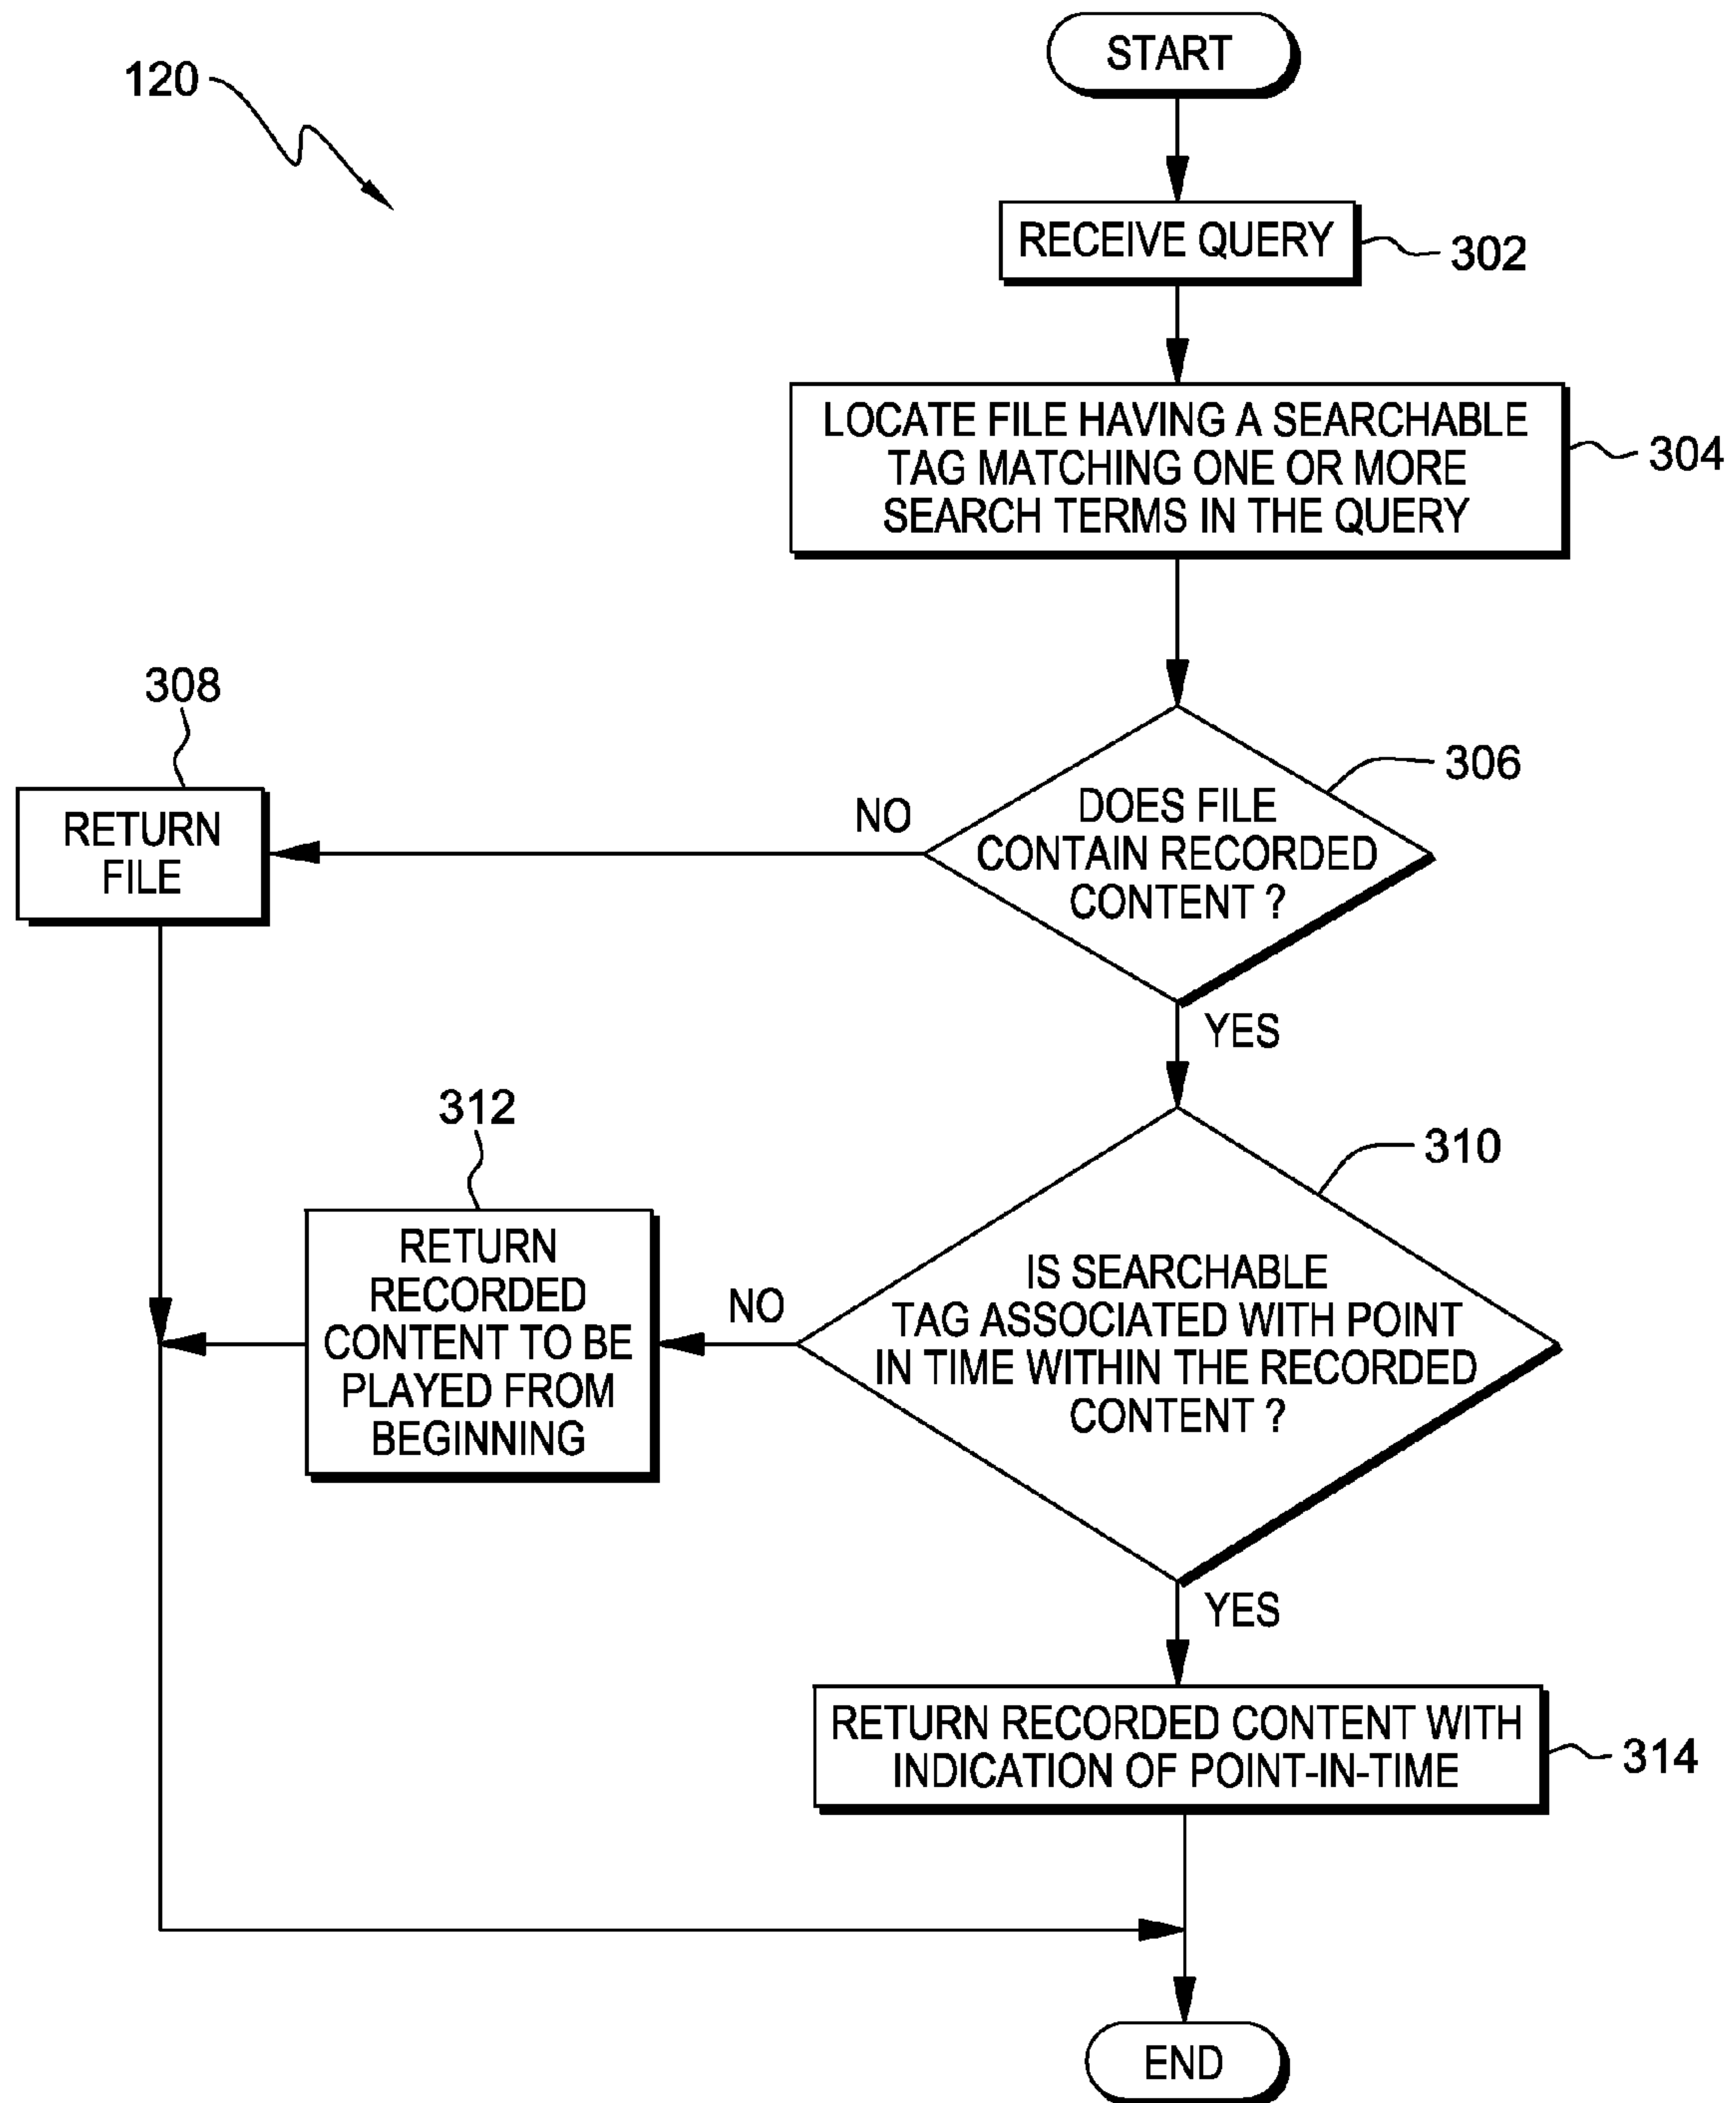 START
120
RECEIVE QUERY
302
LOCATE FILE HAVING A SEARCHABLE
TAG MATCHING ONE OR MORE
SEARCH TERMS IN THE QUERY
304
308
RETURN
FILE
NO
DOES FILE
CONTAIN RECORDED
CONTENT ?
306
YES
312
RETURN
RECORDED
CONTENT TO BE
PLAYED FROM
BEGINNING
NO
IS SEARCHABLE
TAG ASSOCIATED WITH POINT
IN TIME WITHIN THE RECORDED
CONTENT ?
310
YES
RETURN RECORDED CONTENT WITH
INDICATION OF POINT-IN-TIME
314
END